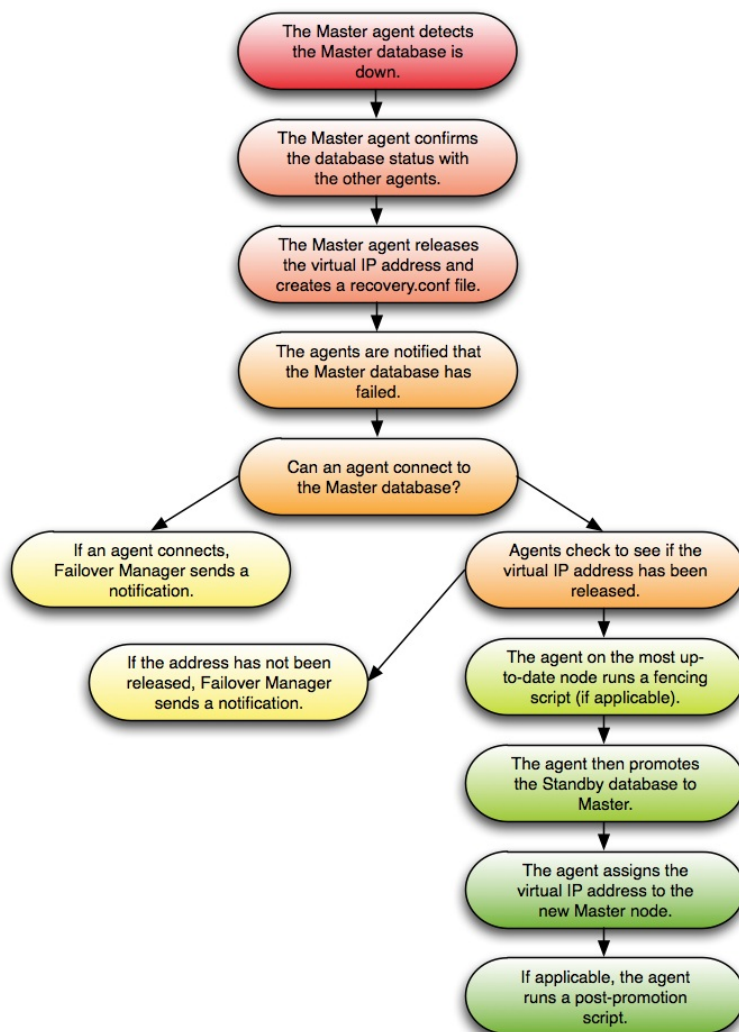 The Master agent detects
the Master database is
down.
The Master agent confirms
the database status with
the other agents.
The Master agent releases
the virtual IP address and
creates a recovery.conf file.
The agents are notified that
the Master database has
failed.
Can an agent connect to
the Master database?
If an agent connects,
Failover Manager sends a
notification.
Agents check to see if the
virtual IP address has been
released.
If the address has not been
released, Failover Manager
sends a notification.
The agent on the most up-
to-date node runs a fencing
script (if applicable).
The agent then promotes
the Standby database to
Master.
The agent assigns the
virtual IP address to the
new Master node.
If applicable, the agent
runs a post-promotion
script.